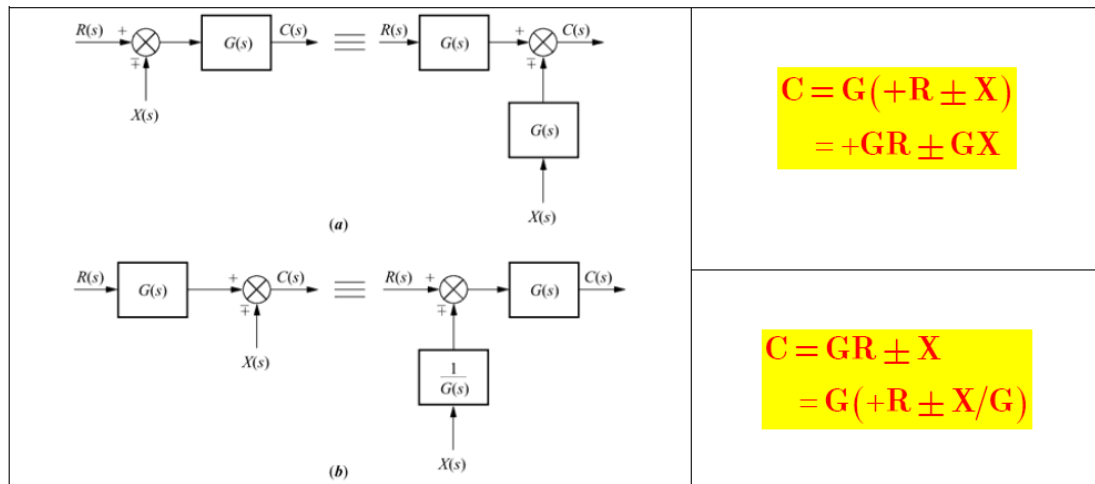 R(s) + G(s) C(s) ≡ R(s) G(s) + C(s)
∓ ∓
X(s)
G(s)
X(s)
(a)
C = G(+R ± X)
= +GR ± GX
R(s) G(s) + C(s) ≡ R(s) + G(s) C(s)
∓ ∓
X(s)
1
G(s)
X(s)
(b)
C = GR ± X
= G(+R ± X/G)